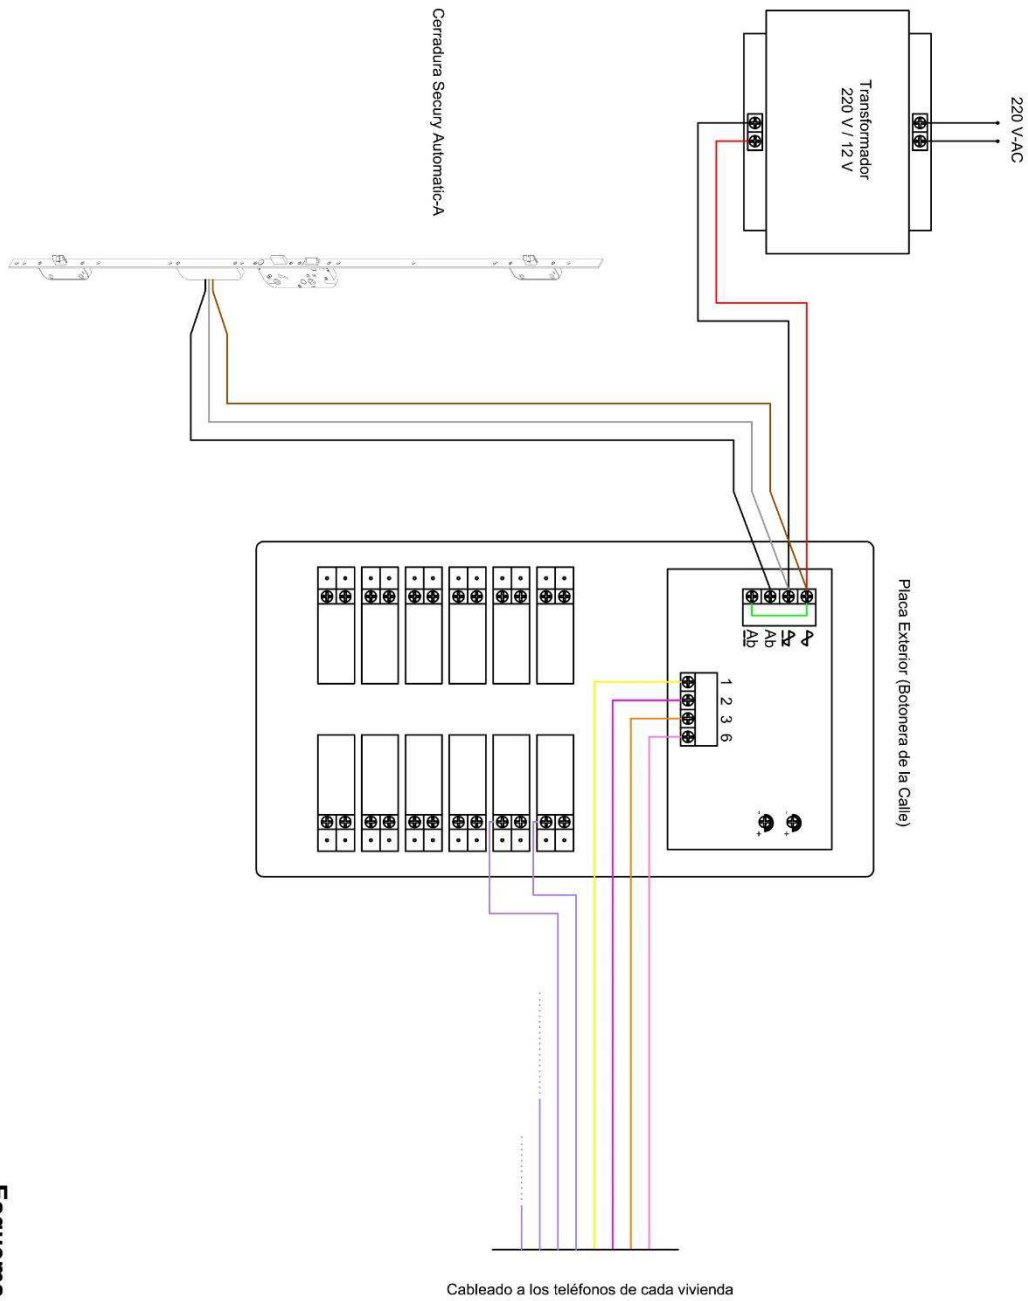 220 V-AC
Transformador
220 V / 12 V
Cerradura Secury Automatic-A
Placa Exterior (Botonera de la Calle)
Ab
Ab
1
2
3
6
-
+
-
+
Cableado a los teléfonos de cada vivienda